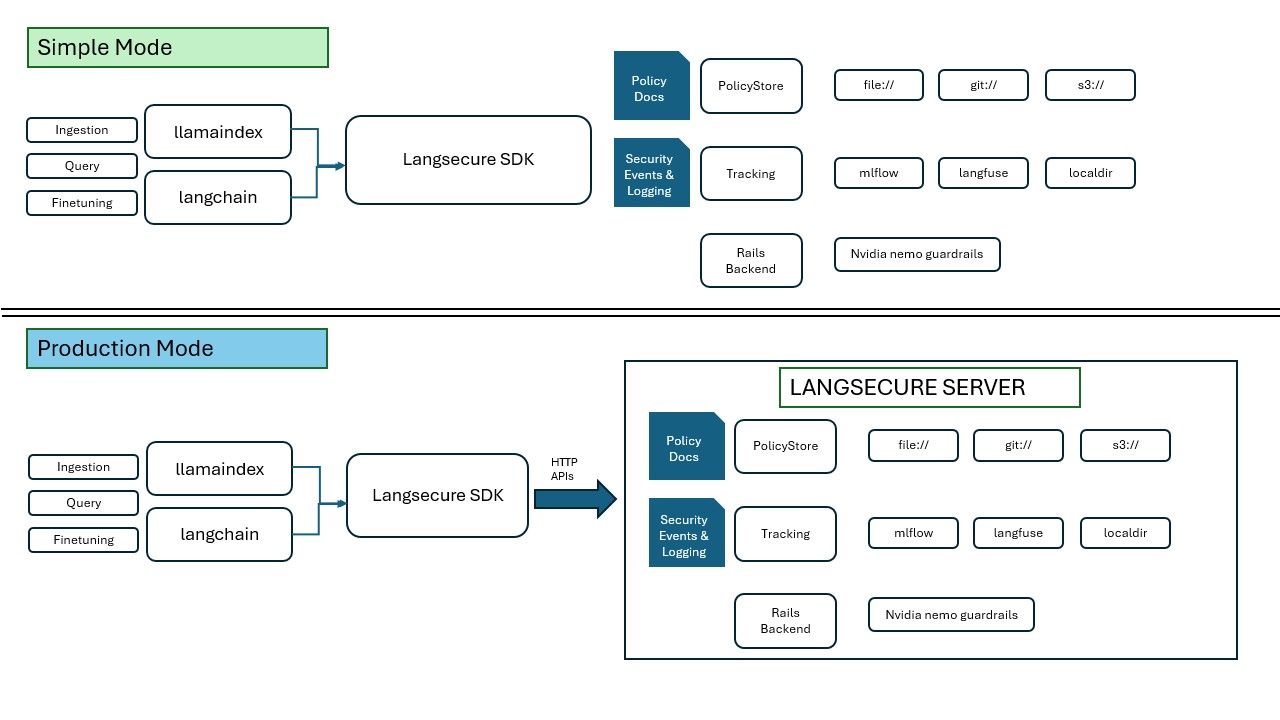 Simple Mode
Ingestion
Query
Finetuning
llamaindex
langchain
Langsecure SDK
Policy
Docs
PolicyStore
file://
git://
s3://
Security
Events &
Logging
Tracking
mlflow
langfuse
localdir
Rails
Backend
Nvidia nemo guardrails
Production Mode
Ingestion
Query
Finetuning
llamaindex
langchain
Langsecure SDK
HTTP
APIs
LANGSECURE SERVER
Policy
Docs
PolicyStore
file://
git://
s3://
Security
Events &
Logging
Tracking
mlflow
langfuse
localdir
Rails
Backend
Nvidia nemo guardrails